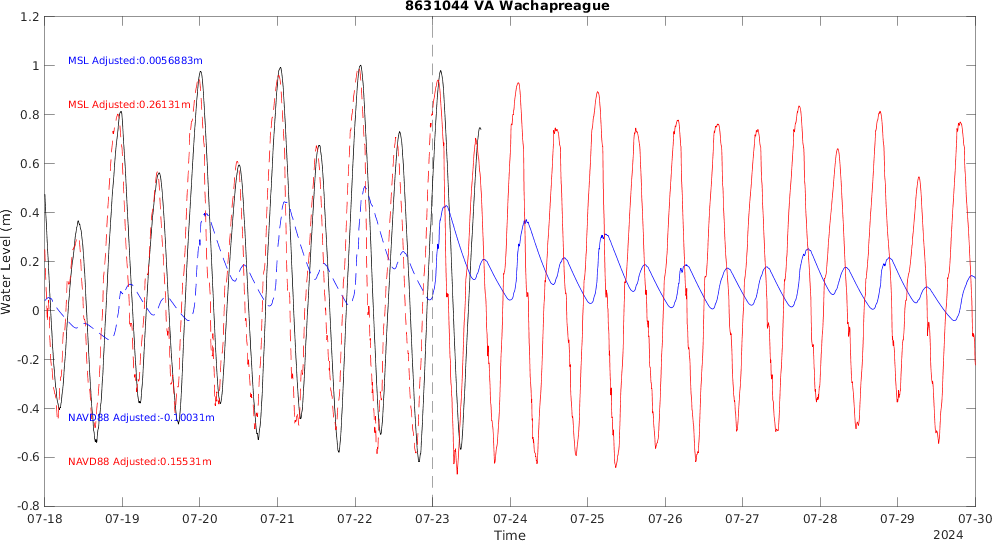 8631044 VA Wachapreague
1.2
1
0.8
0.6
0.4
0.2
0
-0.2
-0.4
-0.6
-0.8
Water Level (m)
MSL Adjusted:0.0056883m
MSL Adjusted:0.26131m
NAVD88 Adjusted:-0.10031m
NAVD88 Adjusted:0.15531m
07-18 07-19 07-20 07-21 07-22 07-23 07-24 07-25 07-26 07-27 07-28 07-29 07-30
Time
2024